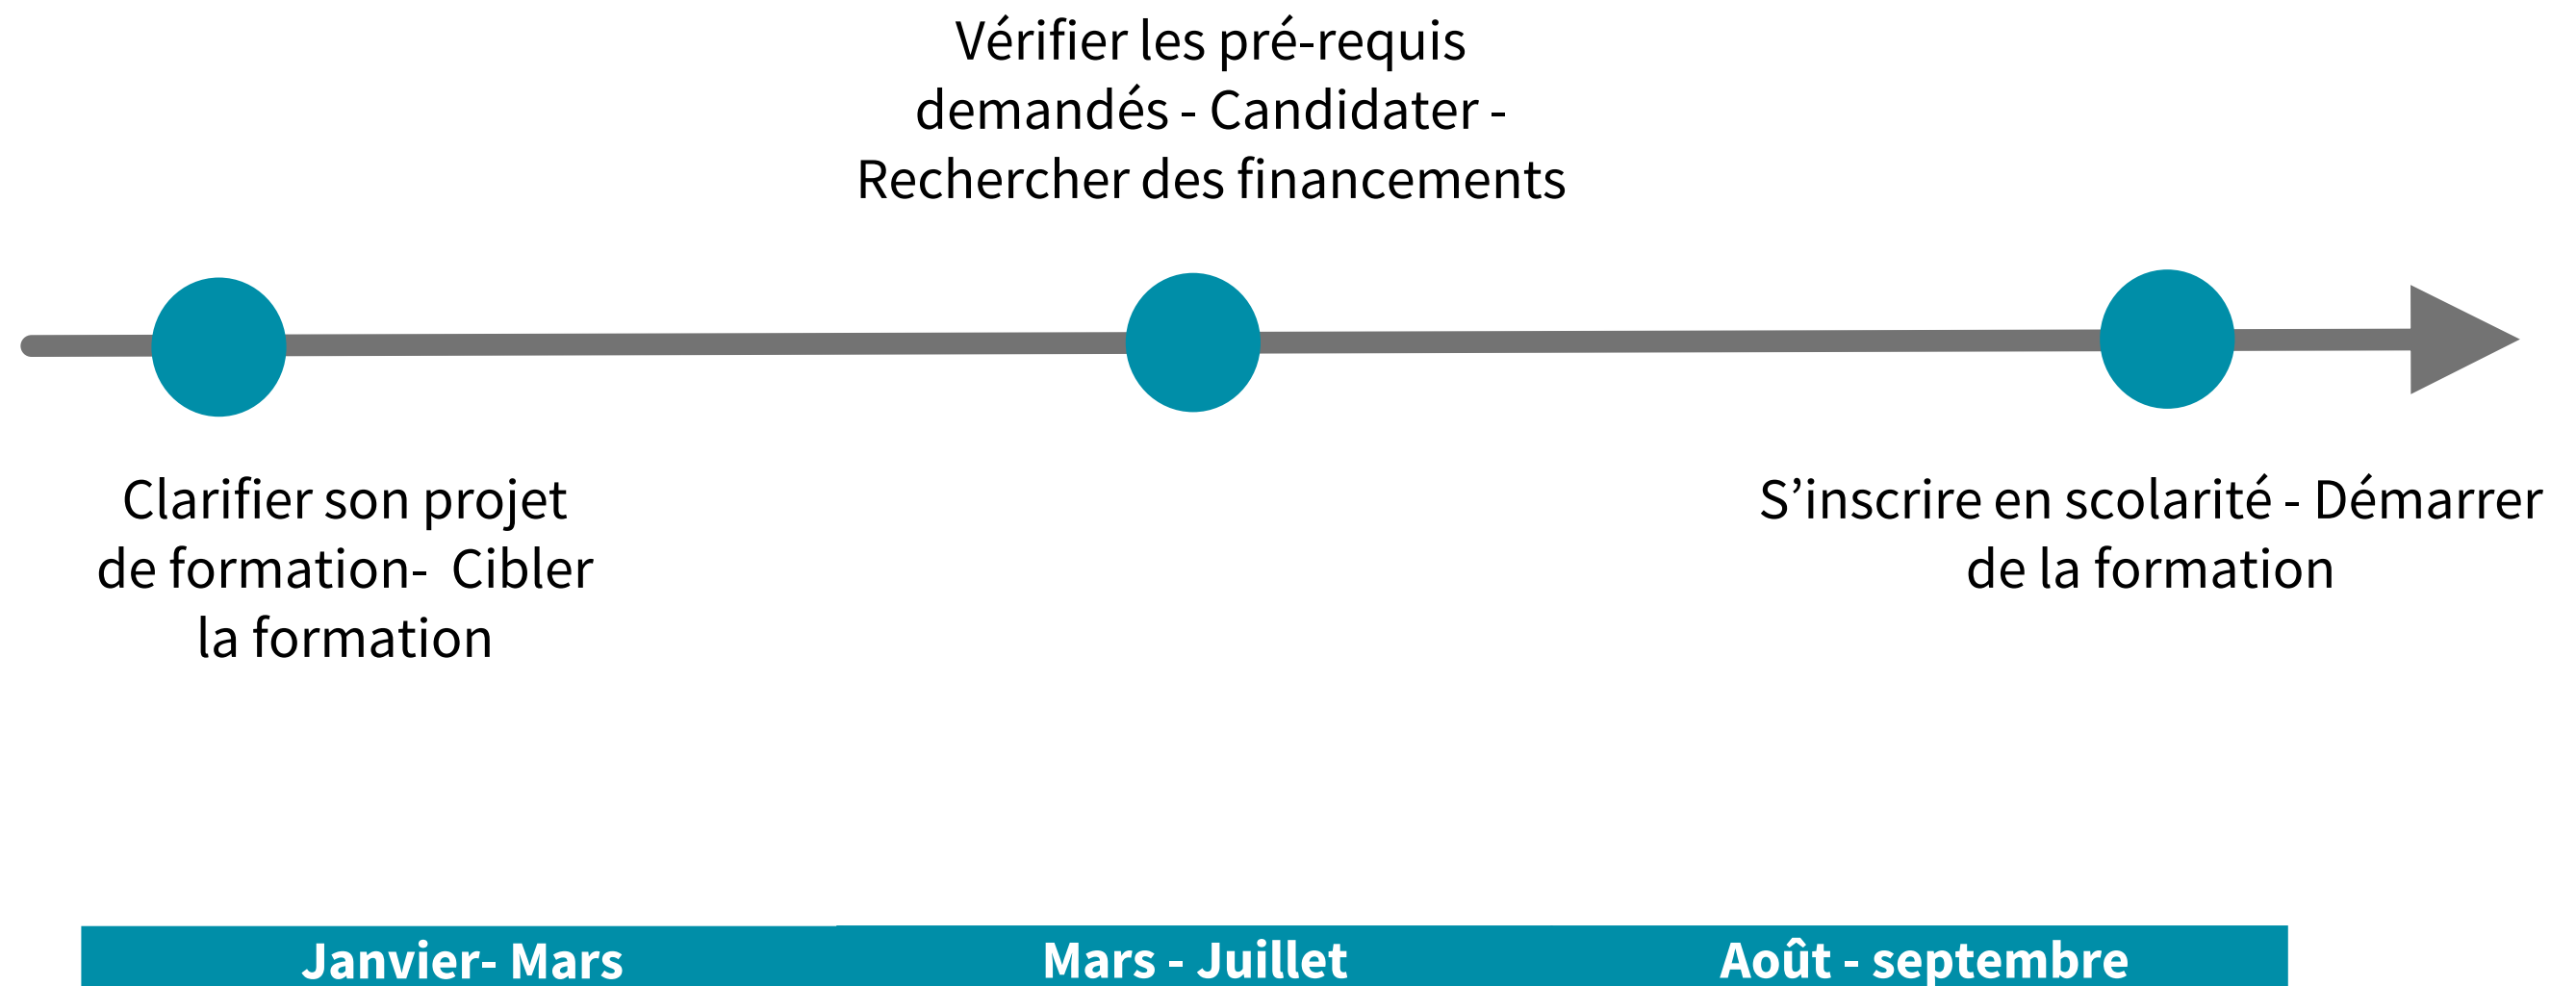 Vérifier les pré-requis
demandés - Candidater -
Rechercher des financements
Clarifier son projet
de formation-  Cibler
la formation
S’inscrire en scolarité - Démarrer
de la formation
Janvier- Mars
Mars - Juillet
Août - septembre